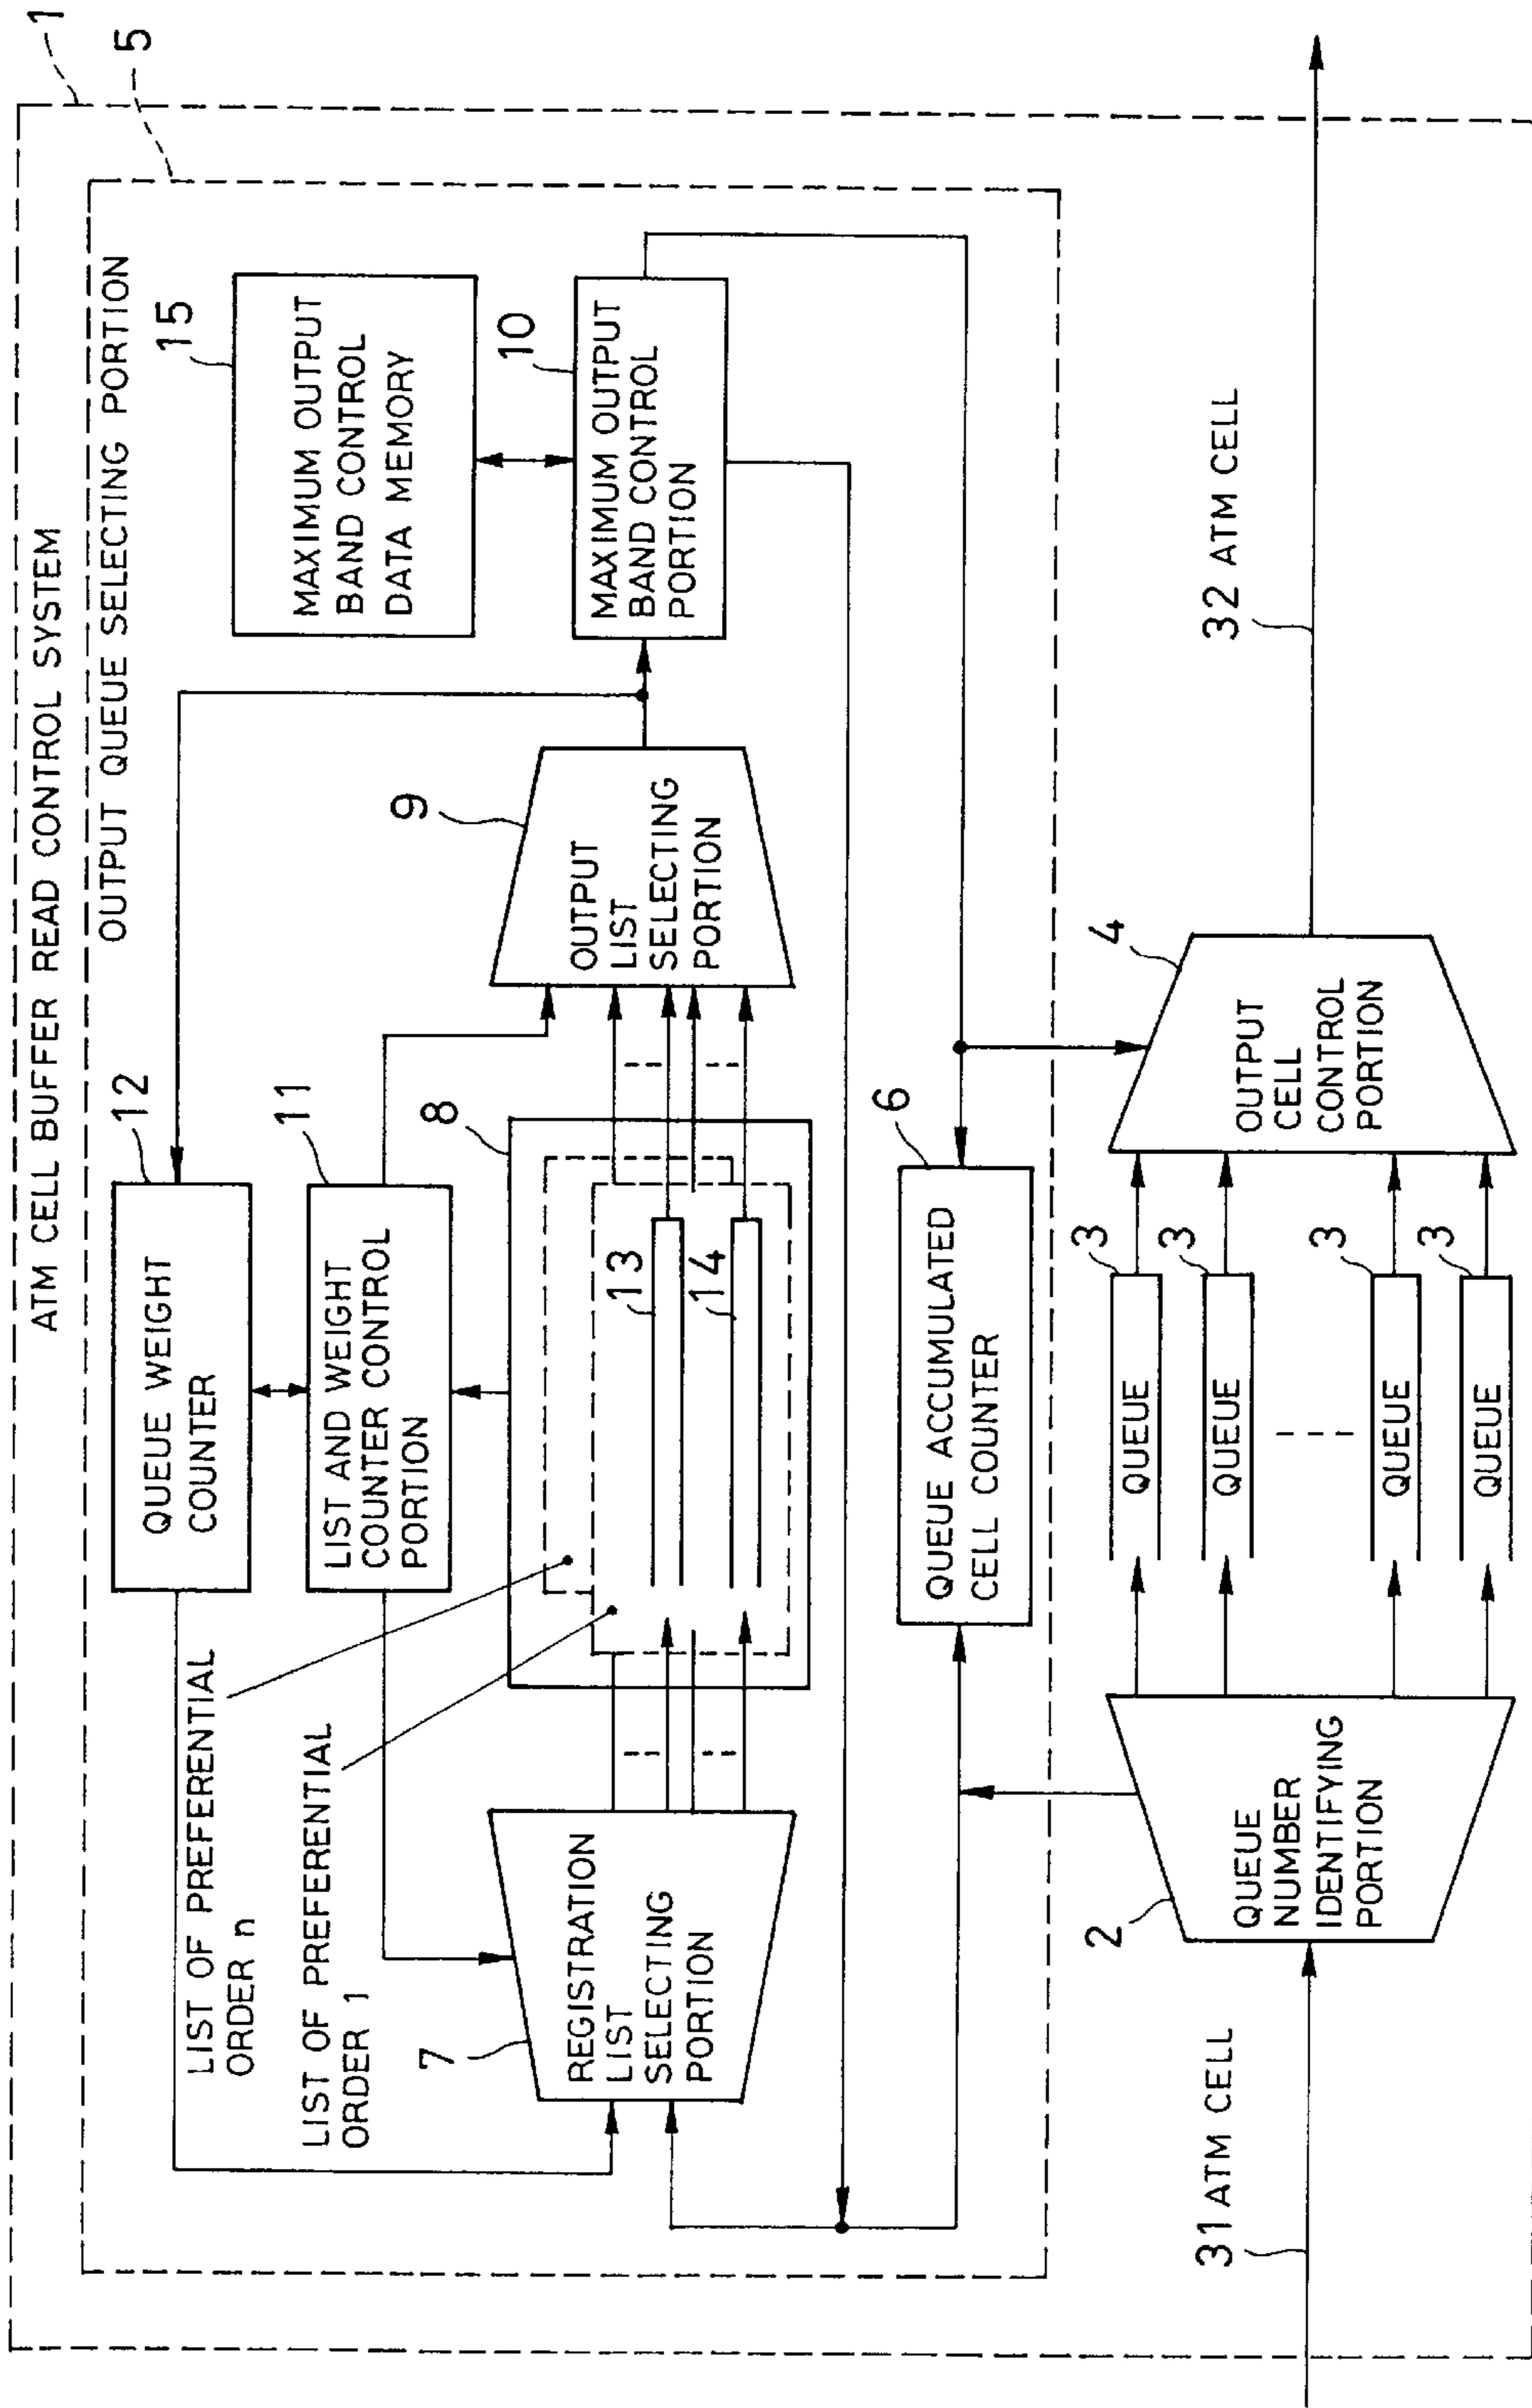 ATM CELL BUFFER READ CONTROL SYSTEM
1
OUTPUT QUEUE SELECTING PORTION
5
12
QUEUE WEIGHT
COUNTER
11
LIST AND WEIGHT
COUNTER CONTROL
PORTION
LIST OF PREFERENTIAL
ORDER n
LIST OF PREFERENTIAL
ORDER 1
7
REGISTRATION
LIST
SELECTING
PORTION
8
13
14
9
OUTPUT
LIST
SELECTING
PORTION
15
MAXIMUM OUTPUT
BAND CONTROL
DATA MEMORY
10
MAXIMUM OUTPUT
BAND CONTROL
PORTION
6
QUEUE ACCUMULATED
CELL COUNTER
31 ATM CELL
2
QUEUE
NUMBER
IDENTIFYING
PORTION
QUEUE
3
QUEUE
3
QUEUE
3
QUEUE
3
4
OUTPUT
CELL
CONTROL
PORTION
32 ATM CELL